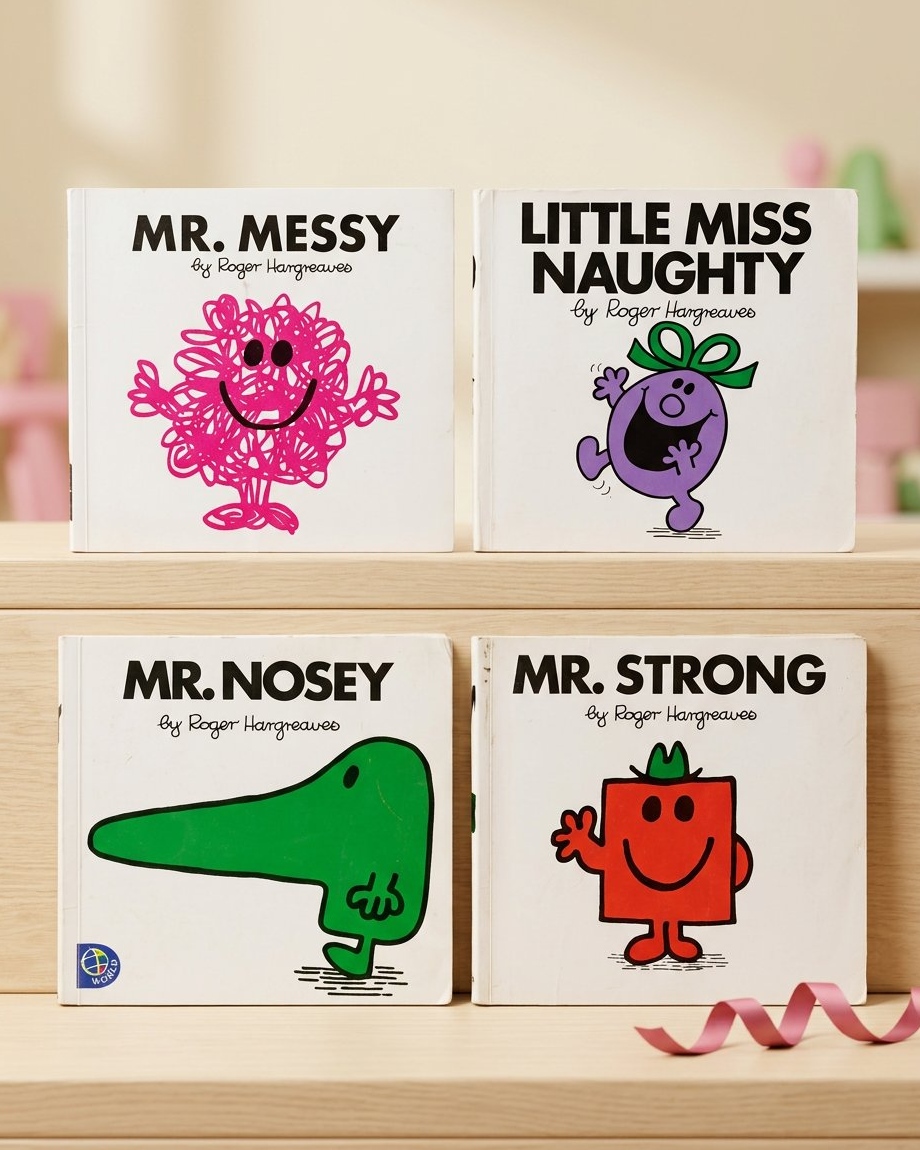 MR. MESSY
by Roger Hargreaves
LITTLE MISS
NAUGHTY
by Roger Hargreaves
MR. NOSEY
by Roger Hargreaves
WORLD
MR. STRONG
by Roger Hargreaves